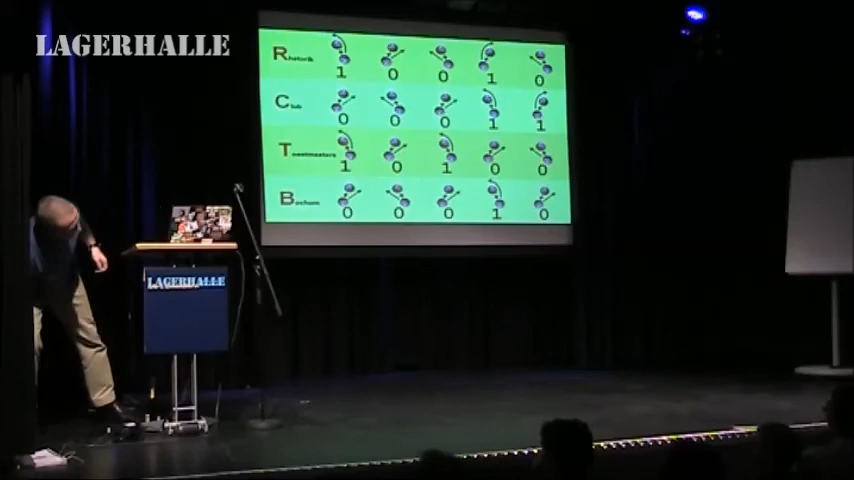 LAGERHALLE
Rhetorik 1 0 0 1 0
Club 0 0 0 1 1
Toastmasters 1 0 1 0 0
Bochum 0 0 0 1 0
LAGERHALLE